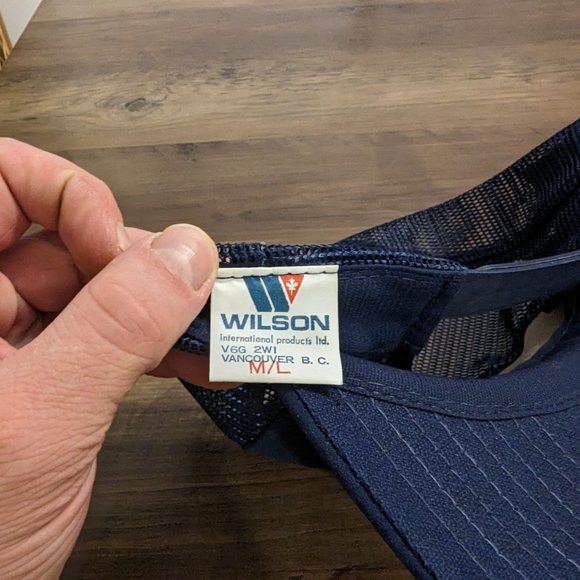 WILSON
international products ltd.
V6G 2W1
VANCOUVER B. C.
M/L